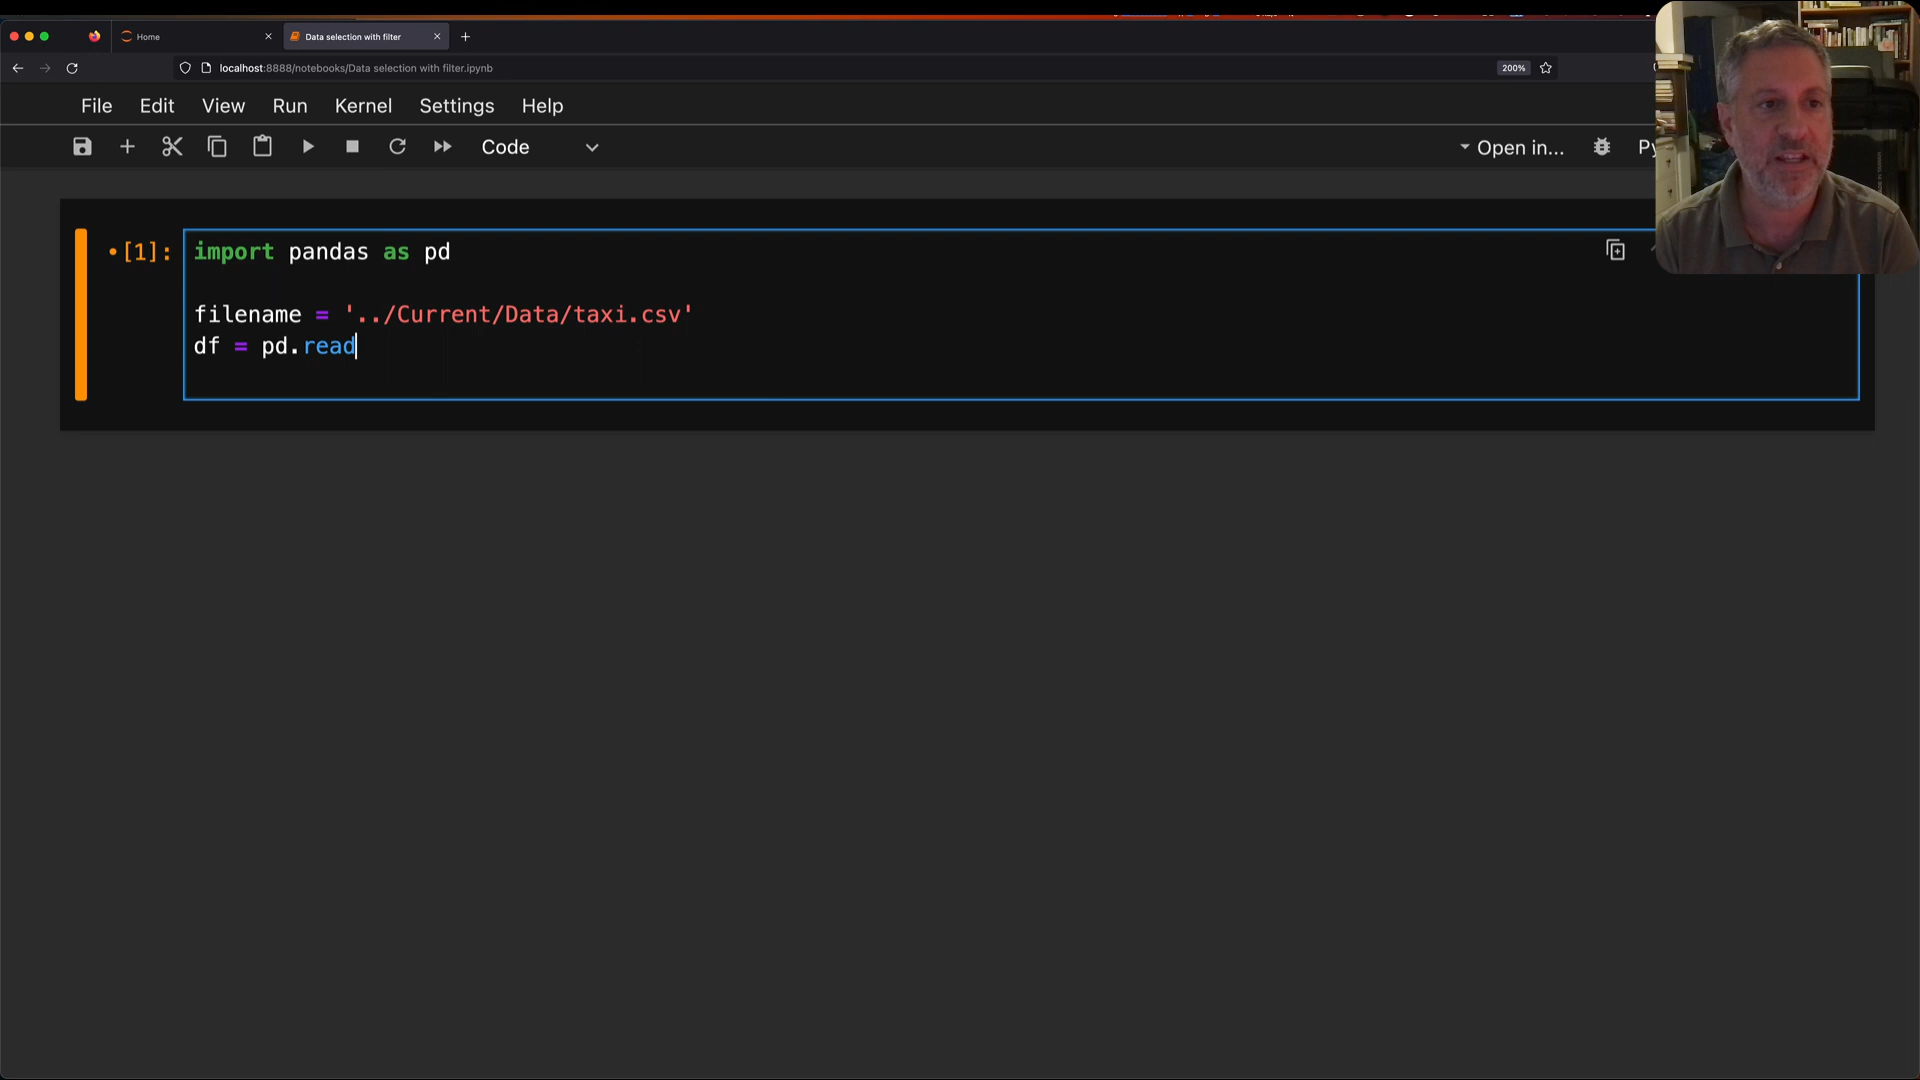 Home
Data selection with filter
localhost:8888/notebooks/Data selection with filter.ipynb
200%
File Edit View Run Kernel Settings Help
Code
Open in...
Py
[1]:
import pandas as pd
filename = '../Current/Data/taxi.csv'
df = pd.read